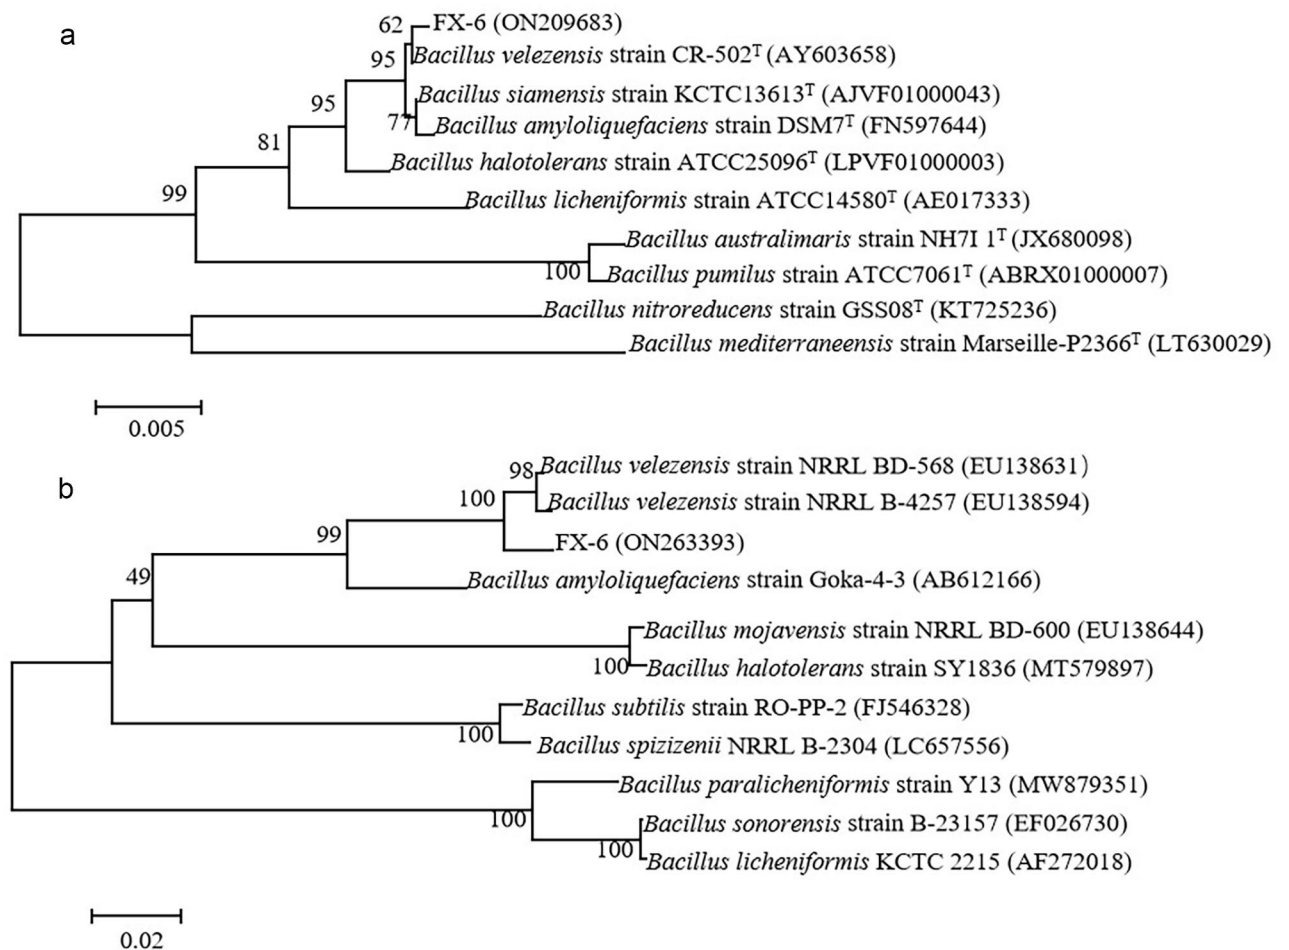 a
62 FX-6 (ON209683)
95 Bacillus velezensis strain CR-502ᵀ (AY603658)
95 Bacillus siamensis strain KCTC13613ᵀ (AJVF01000043)
77 Bacillus amyloliquefaciens strain DSM7ᵀ (FN597644)
81 Bacillus halotolerans strain ATCC25096ᵀ (LPVF01000003)
99 Bacillus licheniformis strain ATCC14580ᵀ (AE017333)
Bacillus australimaris strain NH7I 1ᵀ (JX680098)
100 Bacillus pumilus strain ATCC7061ᵀ (ABRX01000007)
Bacillus nitroreducens strain GSS08ᵀ (KT725236)
Bacillus mediterraneensis strain Marseille-P2366ᵀ (LT630029)
0.005
b
98 Bacillus velezensis strain NRRL BD-568 (EU138631)
100 Bacillus velezensis strain NRRL B-4257 (EU138594)
99 FX-6 (ON263393)
49 Bacillus amyloliquefaciens strain Goka-4-3 (AB612166)
Bacillus mojavensis strain NRRL BD-600 (EU138644)
100 Bacillus halotolerans strain SY1836 (MT579897)
Bacillus subtilis strain RO-PP-2 (FJ546328)
100 Bacillus spizizenii NRRL B-2304 (LC657556)
Bacillus paralicheniformis strain Y13 (MW879351)
100 Bacillus sonorensis strain B-23157 (EF026730)
100 Bacillus licheniformis KCTC 2215 (AF272018)
0.02